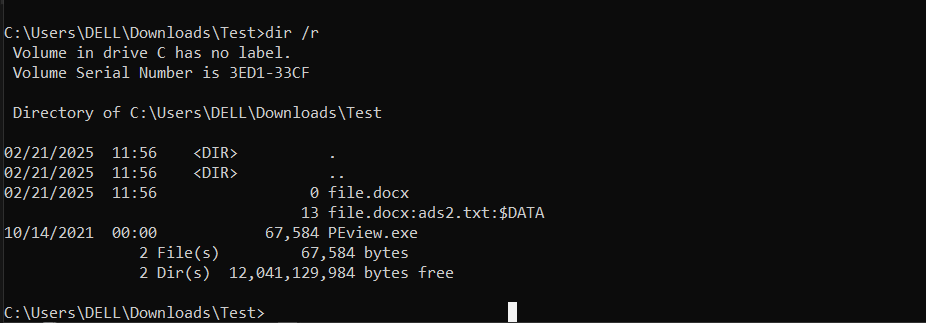 C:\Users\DELL\Downloads\Test>dir /r
Volume in drive C has no label.
Volume Serial Number is 3ED1-33CF
Directory of C:\Users\DELL\Downloads\Test
02/21/2025  11:56    <DIR>          .
02/21/2025  11:56    <DIR>          ..
02/21/2025  11:56                 0 file.docx
13 file.docx:ads2.txt:$DATA
10/14/2021  00:00            67,584 PEview.exe
2 File(s)         67,584 bytes
2 Dir(s)  12,041,129,984 bytes free
C:\Users\DELL\Downloads\Test>